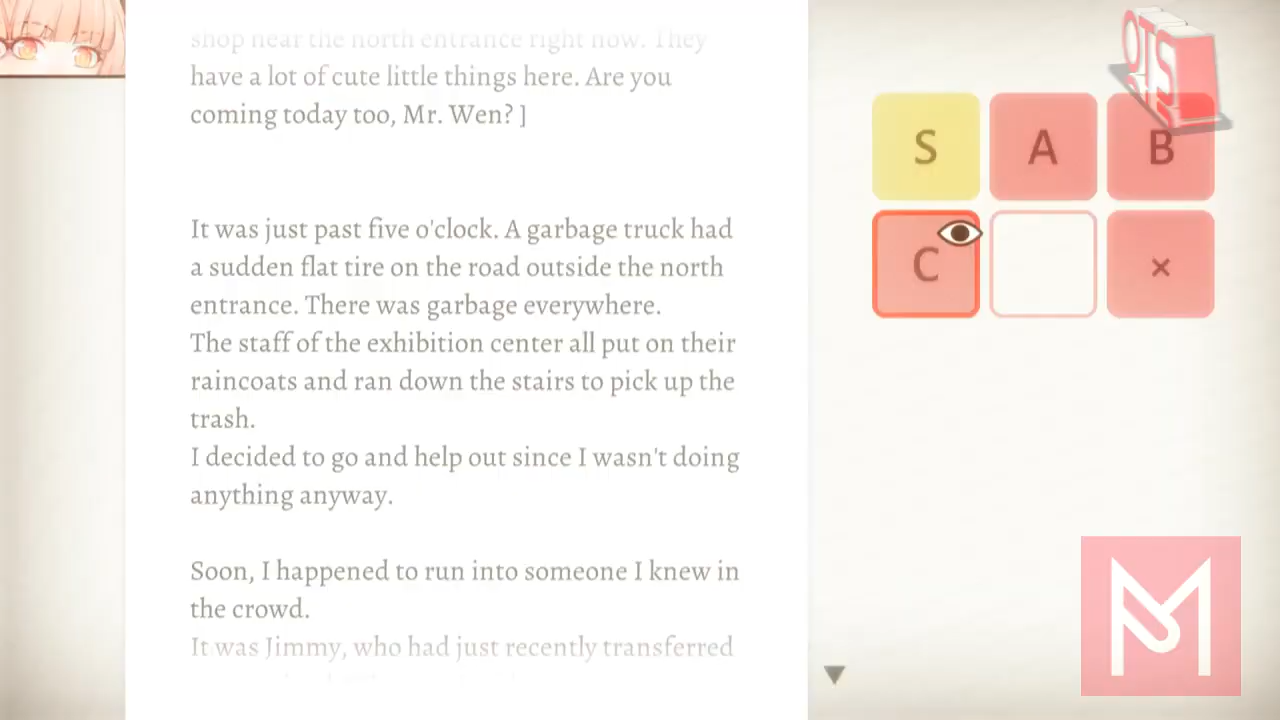 shop near the north entrance right now. They
have a lot of cute little things here. Are you
coming today too, Mr. Wen? ]
It was just past five o'clock. A garbage truck had
a sudden flat tire on the road outside the north
entrance. There was garbage everywhere.
The staff of the exhibition center all put on their
raincoats and ran down the stairs to pick up the
trash.
I decided to go and help out since I wasn't doing
anything anyway.
Soon, I happened to run into someone I knew in
the crowd.
It was Jimmy, who had just recently transferred
S A B
C ×
OTS
M